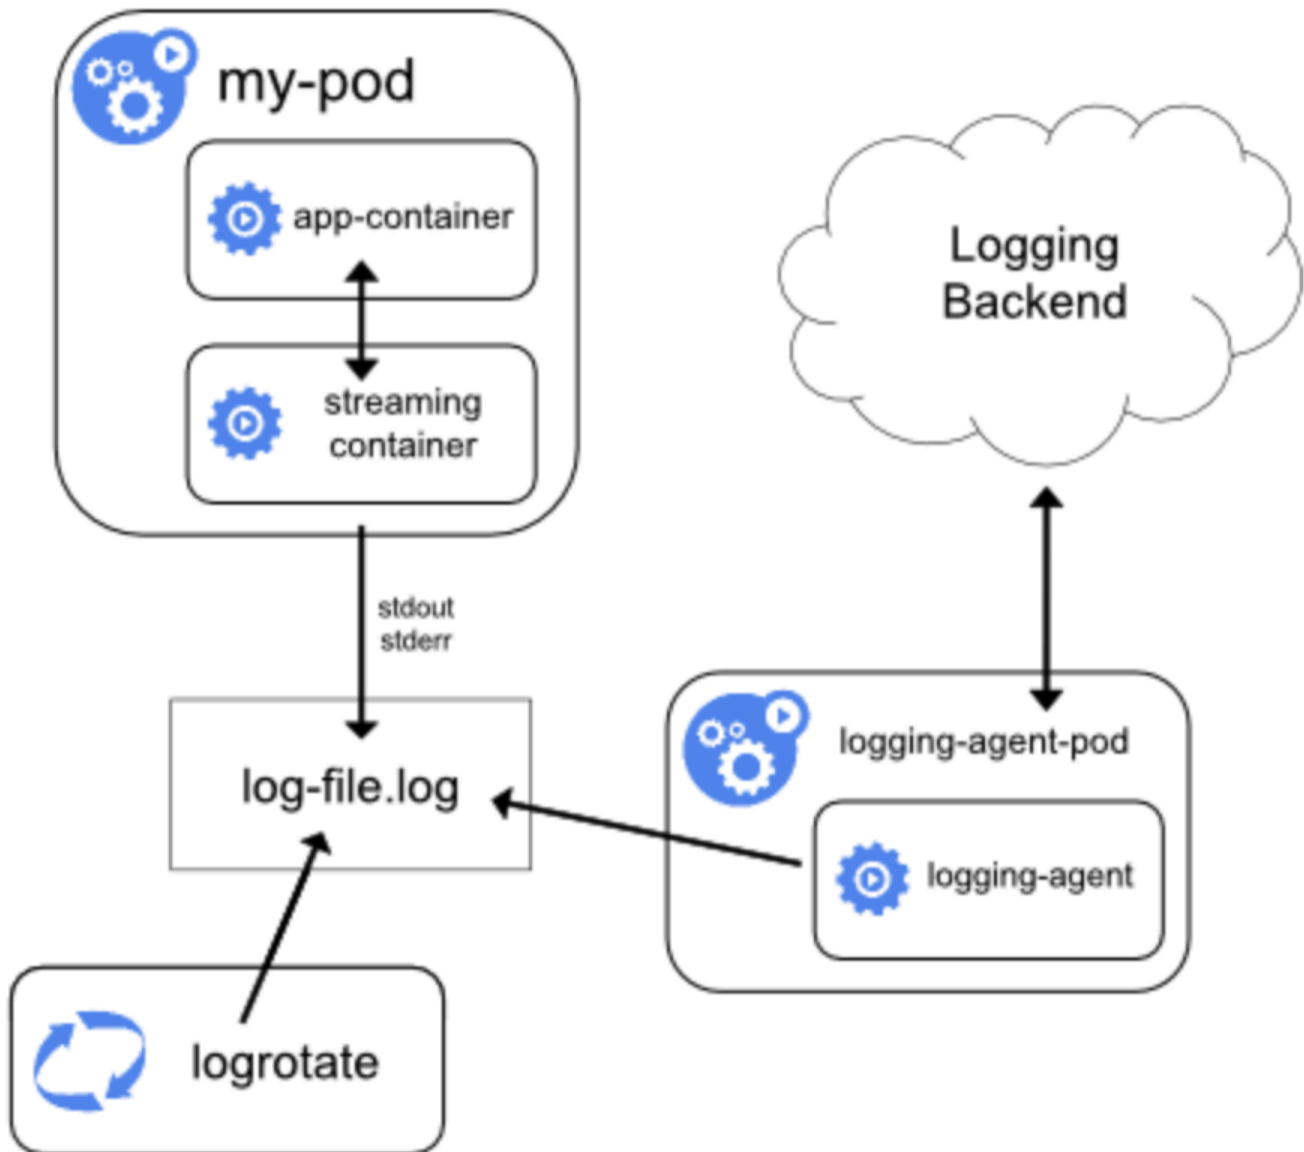 my-pod
app-container
streaming
container
stdout
stderr
log-file.log
logrotate
Logging
Backend
logging-agent-pod
logging-agent